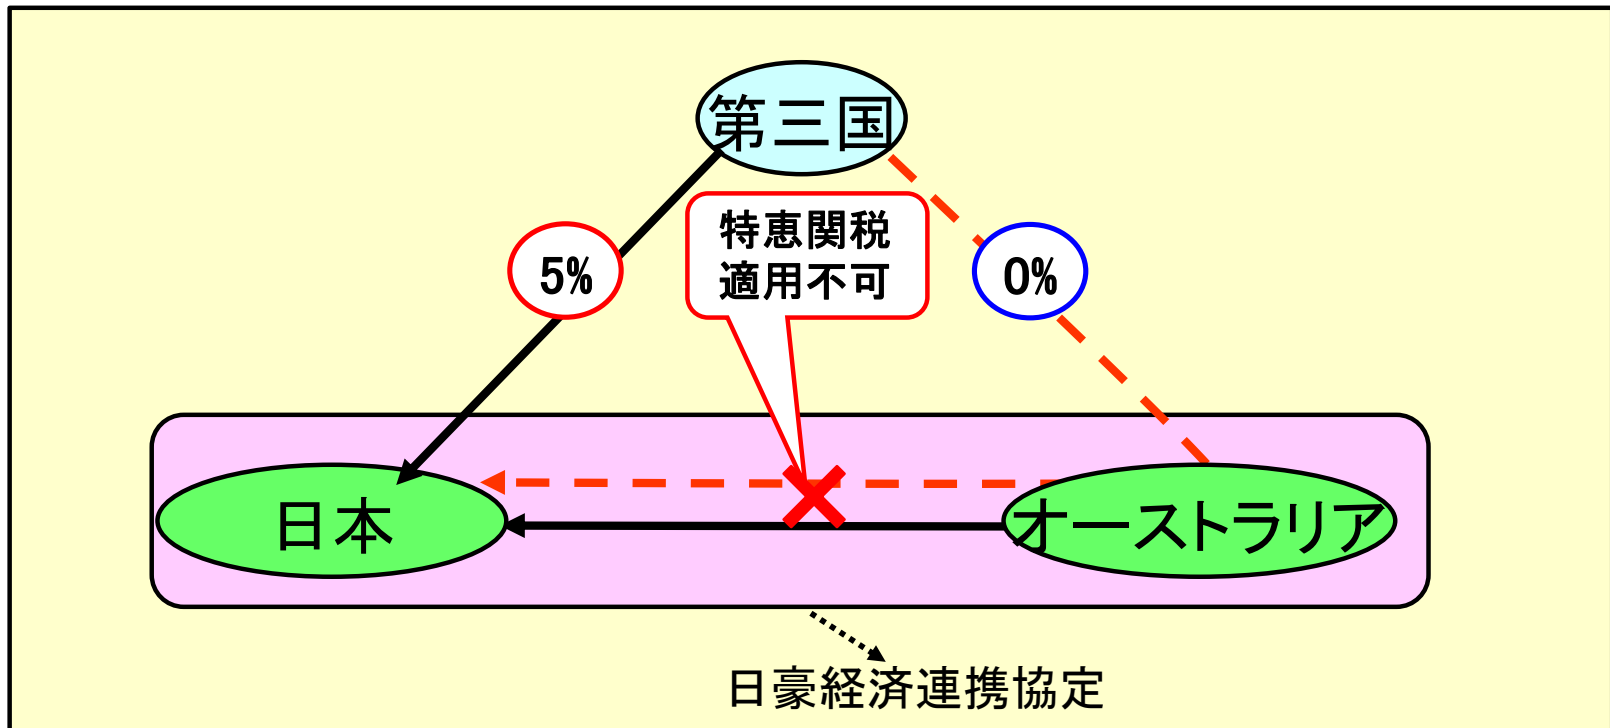 第三国
特恵関税
適用不可
5%
0%
日本
オーストラリア
日豪経済連携協定